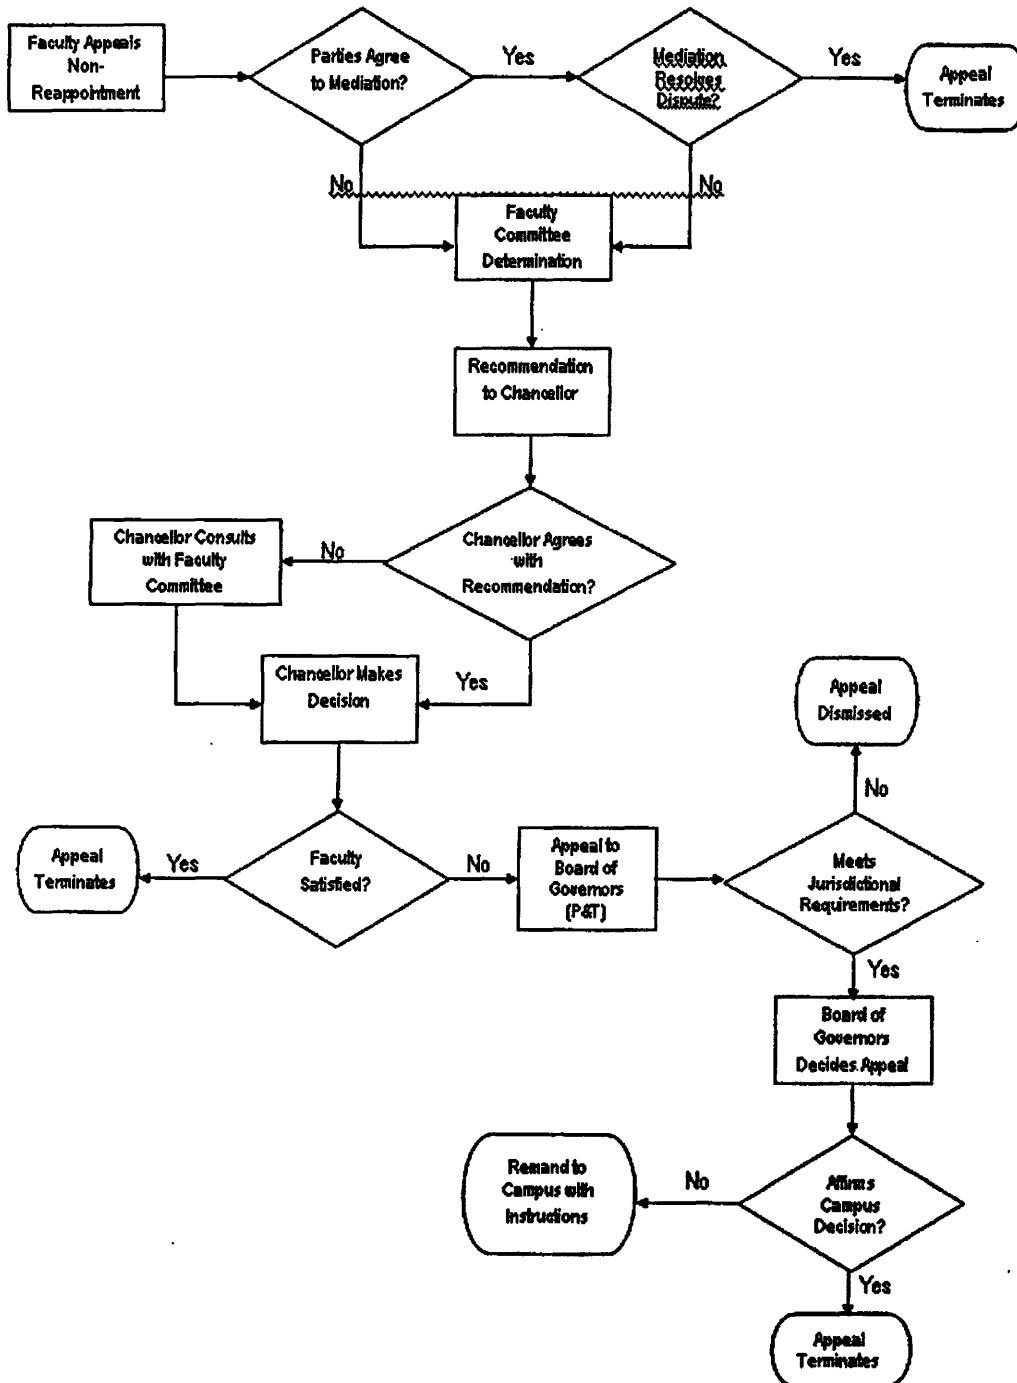 Faculty Appeals
Non-
Reappointment
Parties Agree
to Mediation?
Yes
Mediation
Resolves
Dispute?
Yes
Appeal
Terminates
No
No
Faculty
Committee
Determination
Recommendation
to Chancellor
Chancellor Agrees
with
Recommendation?
No
Chancellor Consults
with Faculty
Committee
Chancellor Makes
Decision
Yes
Appeal
Dismissed
No
Faculty
Satisfied?
Yes
Appeal
Terminates
No
Appeal to
Board of
Governors
(P&T)
Meets
Jurisdictional
Requirements?
Yes
Board of
Governors
Decides Appeal
Affirms
Campus
Decision?
No
Remand to
Campus with
Instructions
Yes
Appeal
Terminates